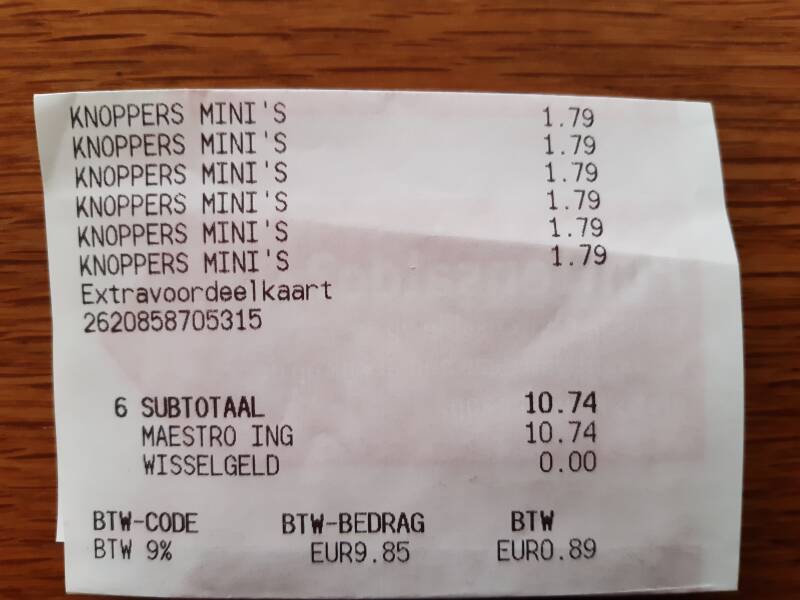 KNOPPERS MINI'S 1.79
KNOPPERS MINI'S 1.79
KNOPPERS MINI'S 1.79
KNOPPERS MINI'S 1.79
KNOPPERS MINI'S 1.79
KNOPPERS MINI'S 1.79
Extravoordeelkaart
2620858705315
6 SUBTOTAAL 10.74
MAESTRO ING 10.74
WISSELGELD 0.00
BTW-CODE BTW-BEDRAG BTW
BTW 9% EUR9.85 EUR0.89